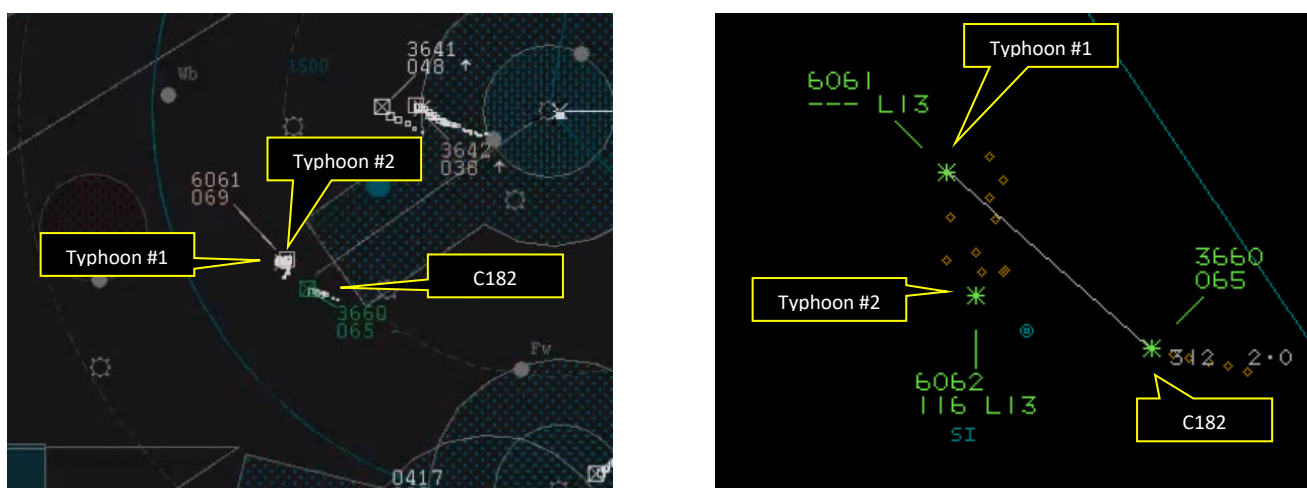 3641
048 ↑
Wb
1500
3642
038 ↑
Typhoon #2
6061
069
Typhoon #1
C182
3660
065
Fw
0417
Typhoon #1
6061
--- L13
3660
065
Typhoon #2
312 2·0
6062
116 L13
C182
SI